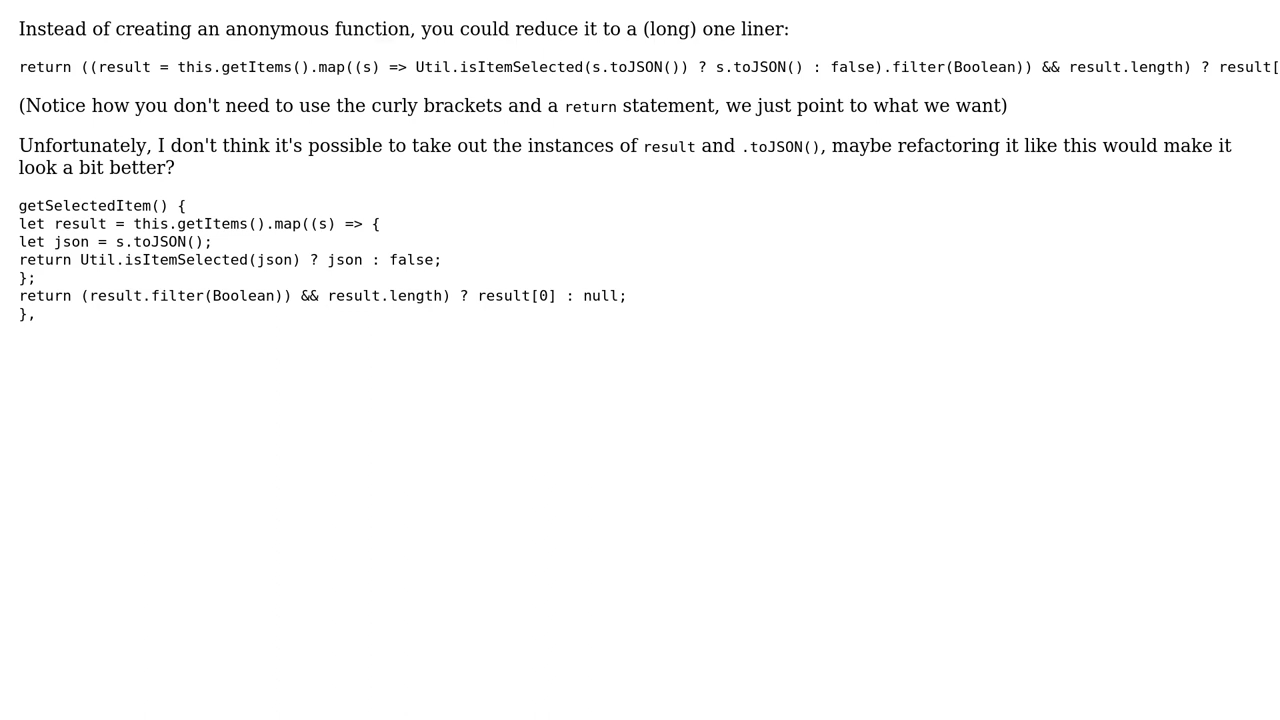 Instead of creating an anonymous function, you could reduce it to a (long) one liner:
return ((result = this.getItems().map((s) => Util.isItemSelected(s.toJSON()) ? s.toJSON() : false).filter(Boolean)) && result.length) ? result[
(Notice how you don't need to use the curly brackets and a return statement, we just point to what we want)
Unfortunately, I don't think it's possible to take out the instances of result and .toJSON(), maybe refactoring it like this would make it
look a bit better?
getSelectedItem() {
let result = this.getItems().map((s) => {
let json = s.toJSON();
return Util.isItemSelected(json) ? json : false;
};
return (result.filter(Boolean)) && result.length) ? result[0] : null;
},